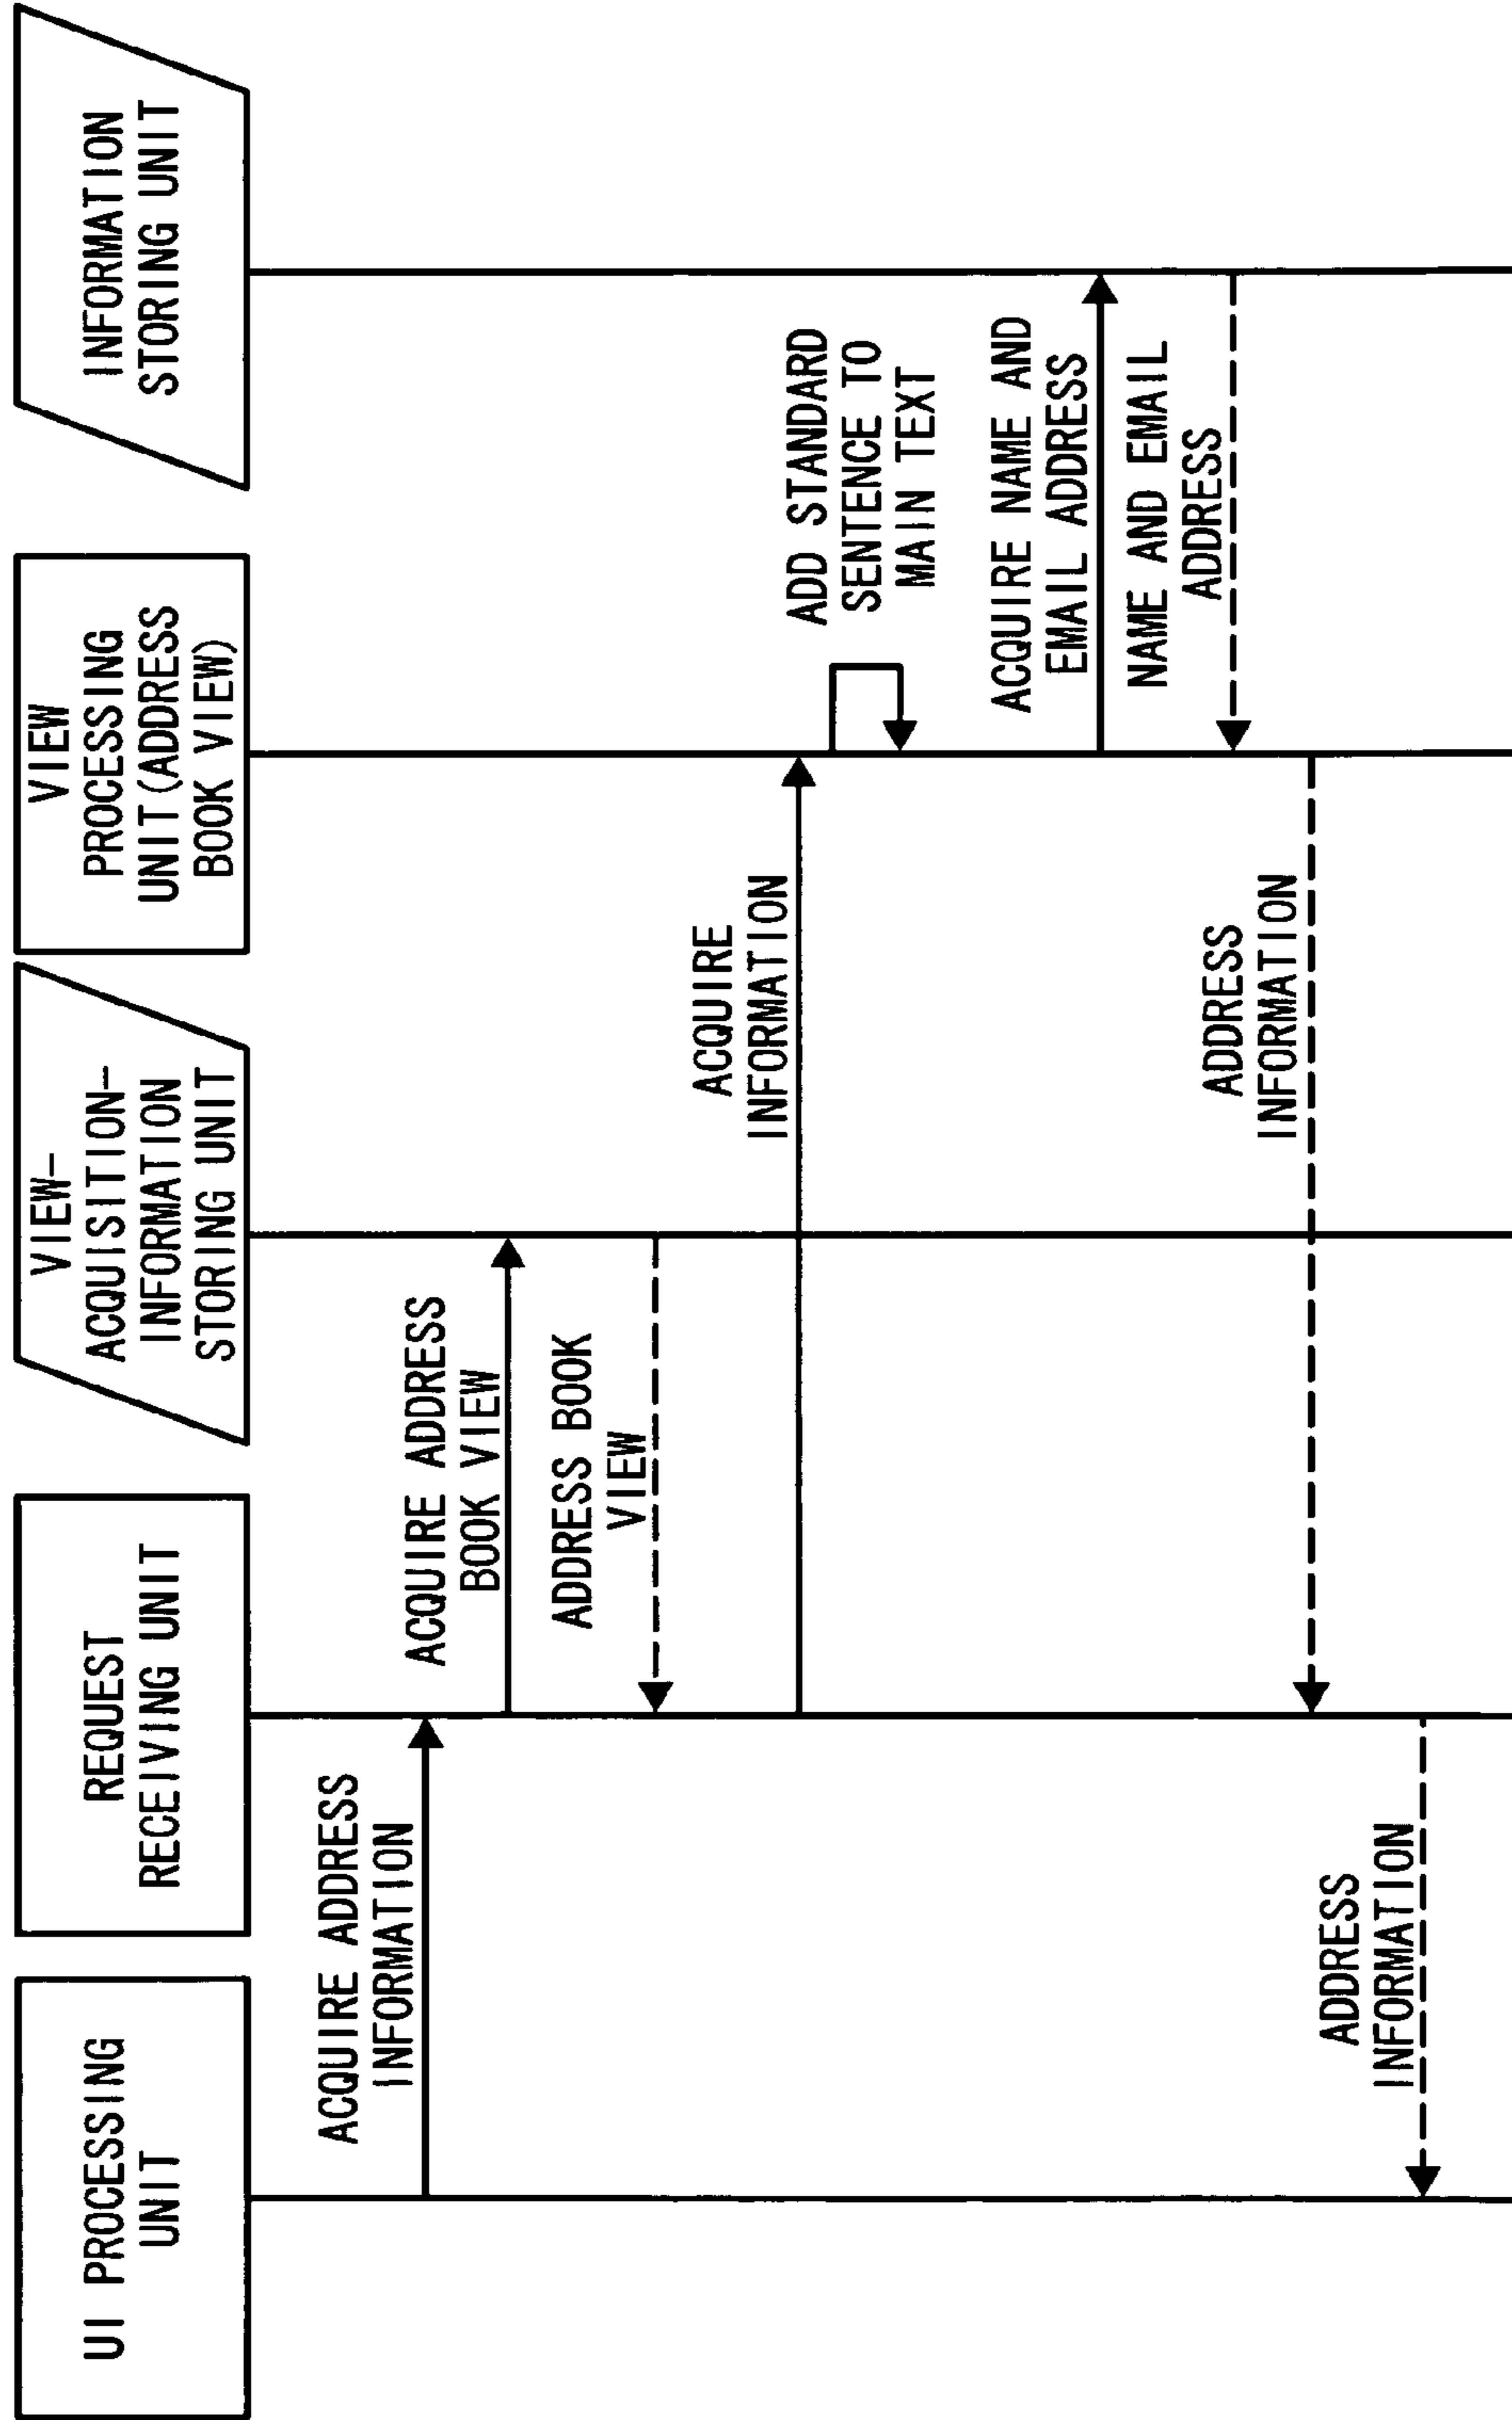 UI PROCESSING
UNIT
REQUEST
RECEIVING UNIT
VIEW-
ACQUISITION-
INFORMATION
STORING UNIT
VIEW
PROCESSING
UNIT(ADDRESS
BOOK VIEW)
INFORMATION
STORING UNIT
ACQUIRE ADDRESS
INFORMATION
ACQUIRE ADDRESS
BOOK VIEW
ADDRESS BOOK
VIEW
ACQUIRE
INFORMATION
ADD STANDARD
SENTENCE TO
MAIN TEXT
ACQUIRE NAME AND
EMAIL ADDRESS
NAME AND EMAIL
ADDRESS
ADDRESS
INFORMATION
ADDRESS
INFORMATION